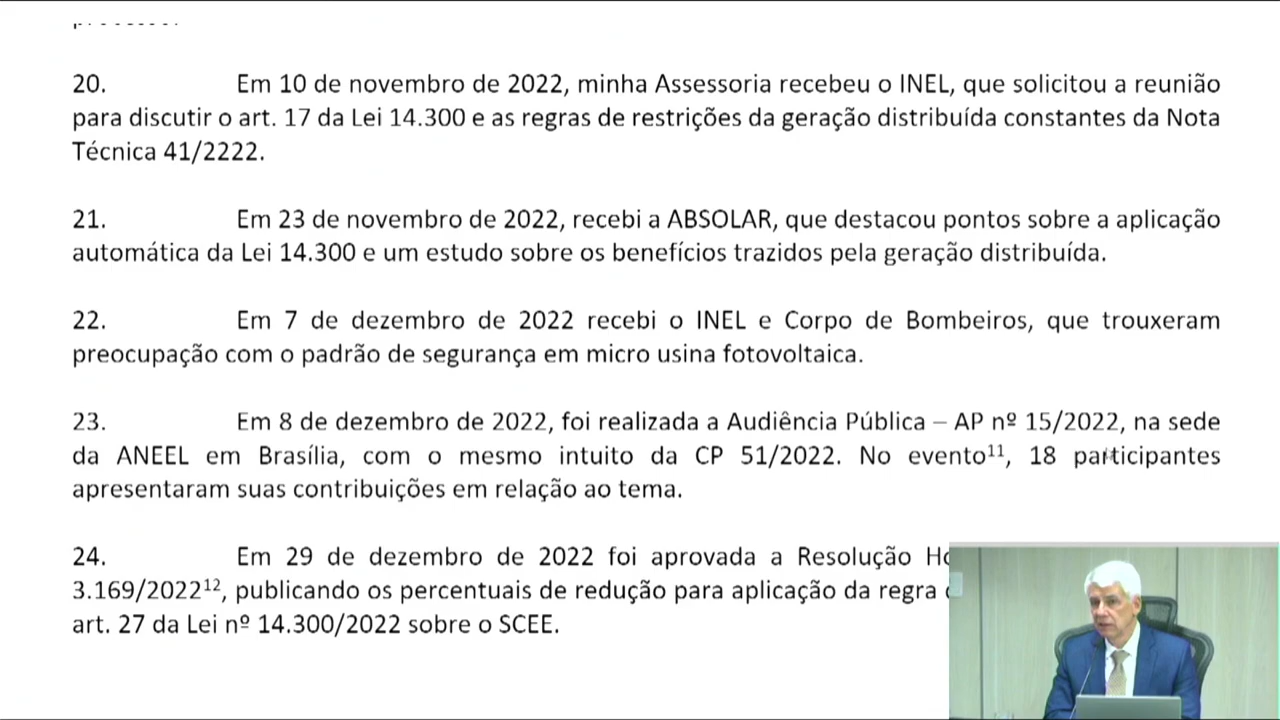 20. Em 10 de novembro de 2022, minha Assessoria recebeu o INEL, que solicitou a reunião
para discutir o art. 17 da Lei 14.300 e as regras de restrições da geração distribuída constantes da Nota
Técnica 41/2222.
21. Em 23 de novembro de 2022, recebi a ABSOLAR, que destacou pontos sobre a aplicação
automática da Lei 14.300 e um estudo sobre os benefícios trazidos pela geração distribuída.
22. Em 7 de dezembro de 2022 recebi o INEL e Corpo de Bombeiros, que trouxeram
preocupação com o padrão de segurança em micro usina fotovoltaica.
23. Em 8 de dezembro de 2022, foi realizada a Audiência Pública – AP nº 15/2022, na sede
da ANEEL em Brasília, com o mesmo intuito da CP 51/2022. No evento¹¹, 18 participantes
apresentaram suas contribuições em relação ao tema.
24. Em 29 de dezembro de 2022 foi aprovada a Resolução
3.169/2022¹², publicando os percentuais de redução para aplicação da regra
art. 27 da Lei nº 14.300/2022 sobre o SCEE.